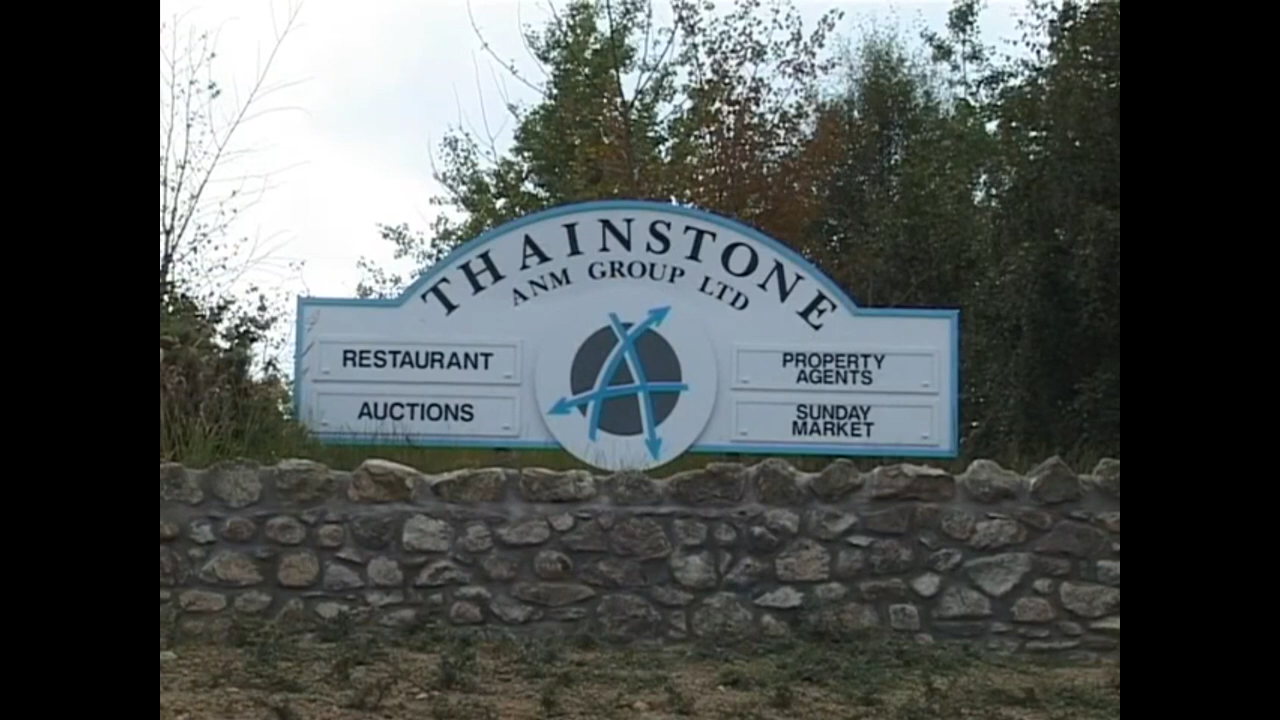 THAINSTONE
ANM GROUP LTD
RESTAURANT
AUCTIONS
PROPERTY
AGENTS
SUNDAY
MARKET